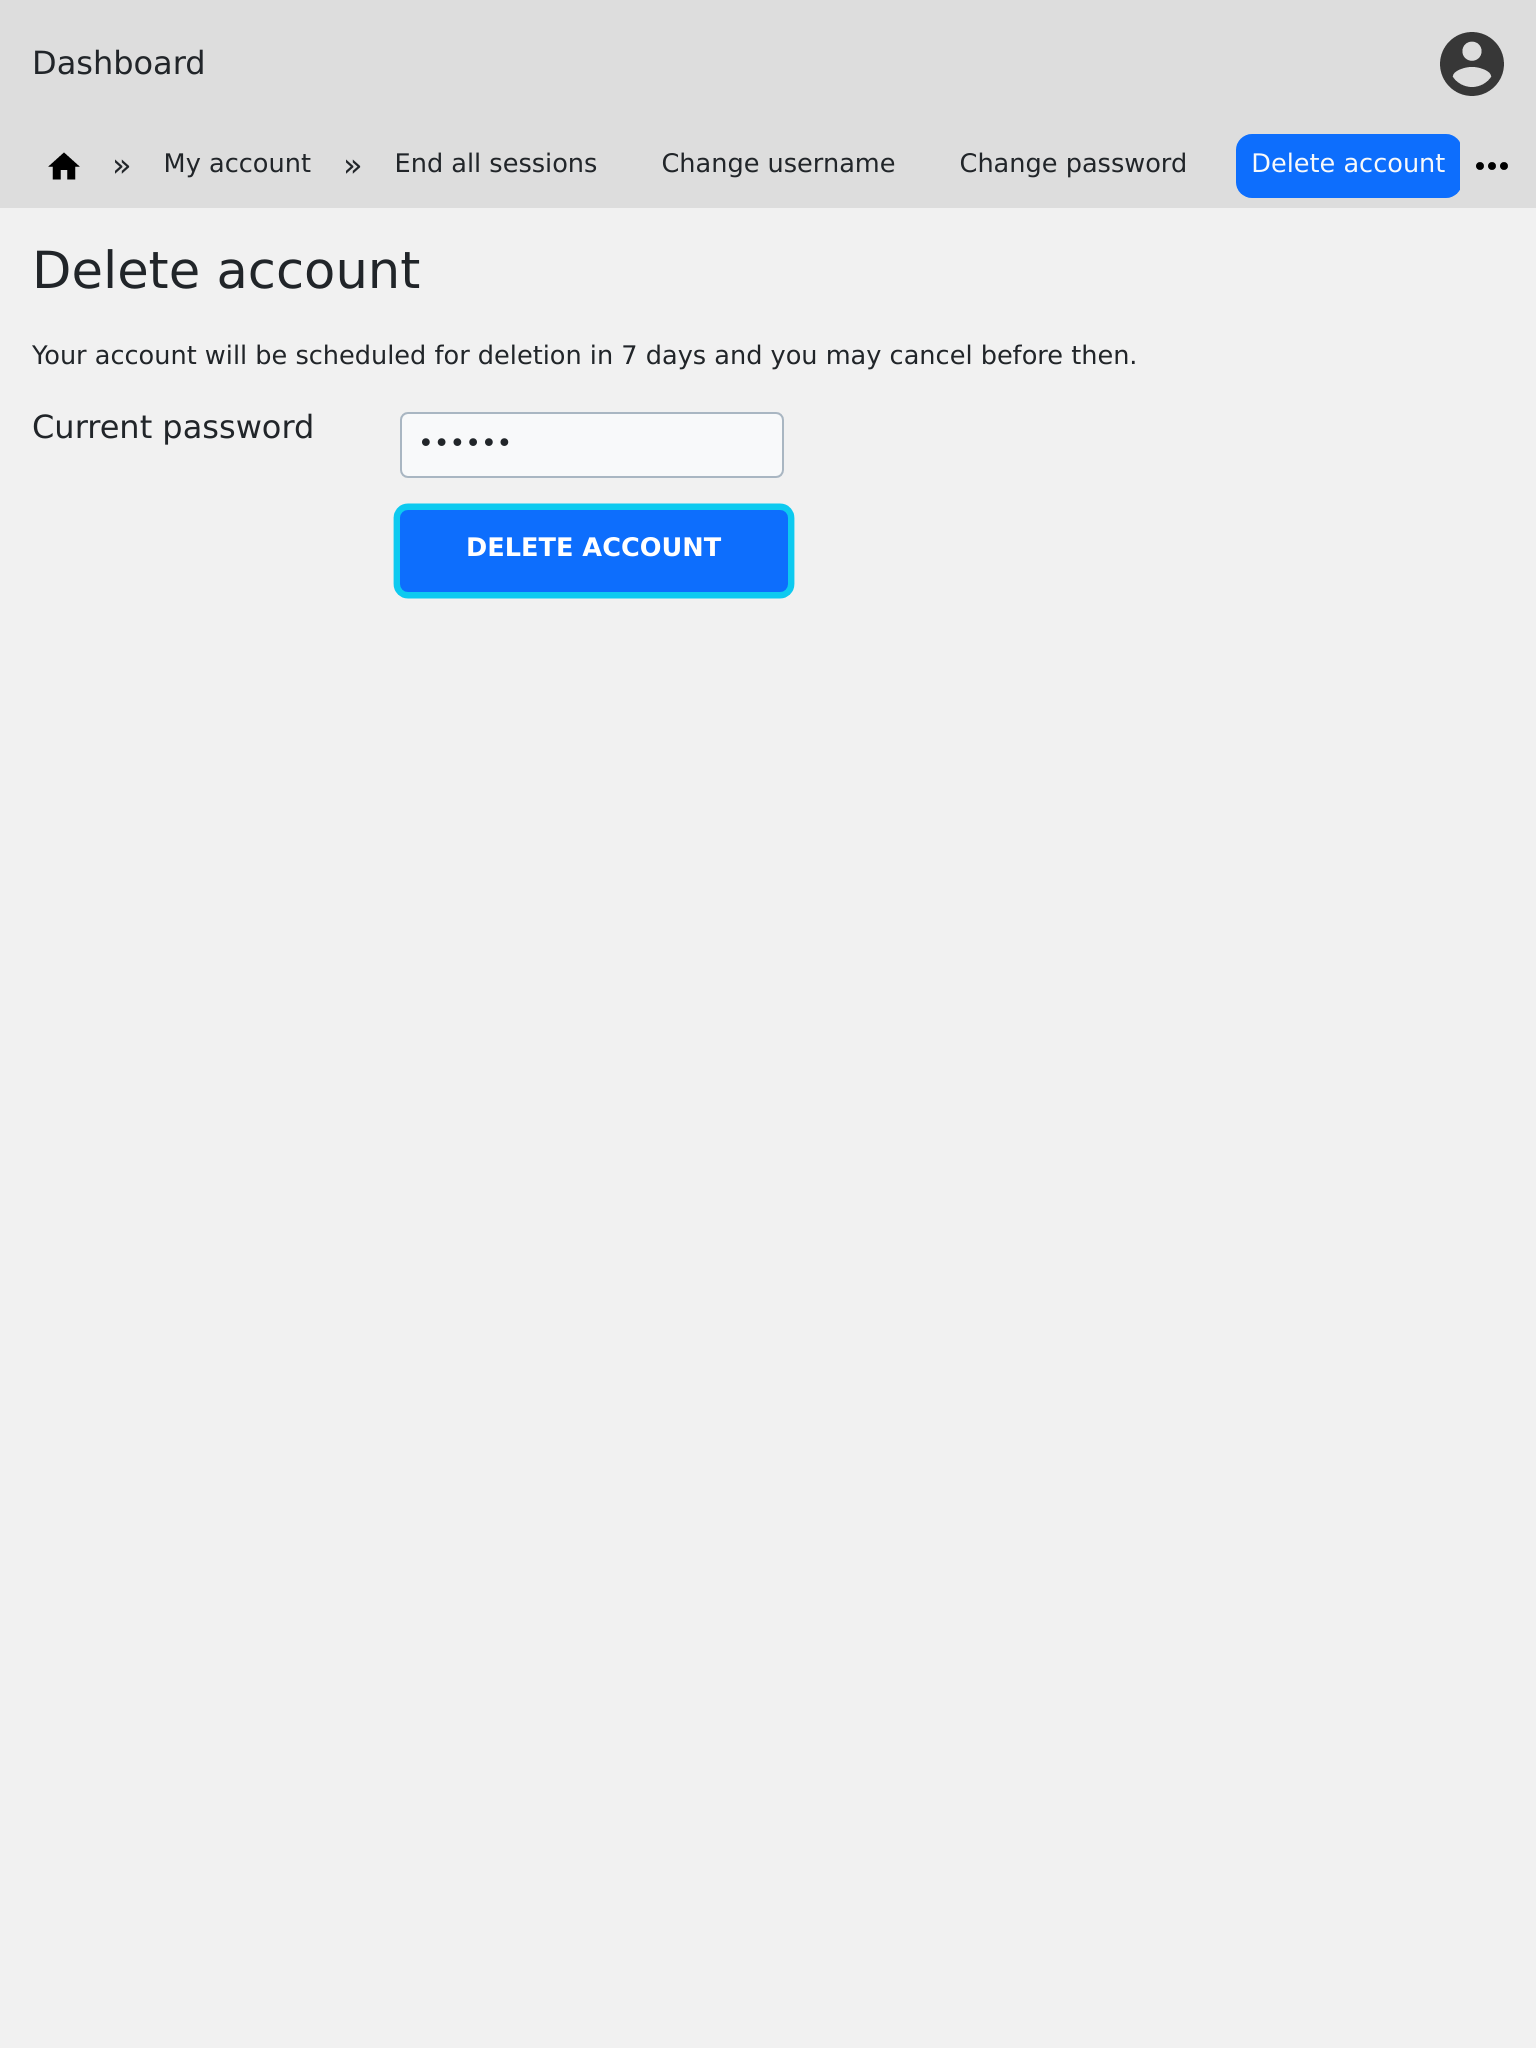 Dashboard
» My account » End all sessions Change username Change password Delete account
Delete account
Your account will be scheduled for deletion in 7 days and you may cancel before then.
Current password ••••••
DELETE ACCOUNT